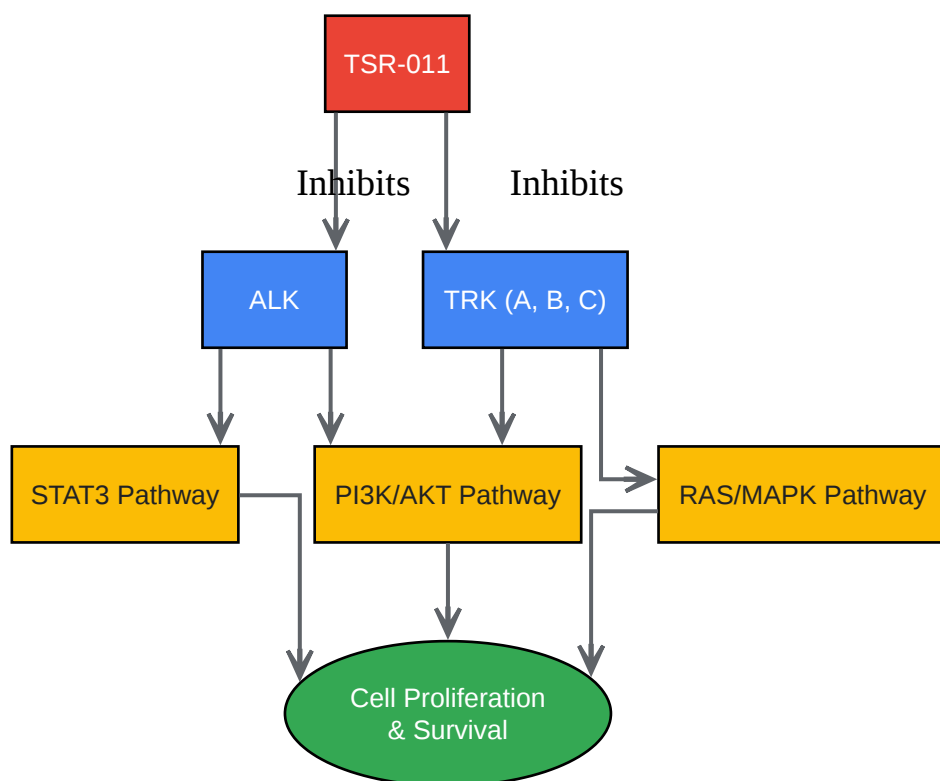 TSR-011
Inhibits
Inhibits
ALK
TRK (A, B, C)
STAT3 Pathway
PI3K/AKT Pathway
RAS/MAPK Pathway
Cell Proliferation
& Survival